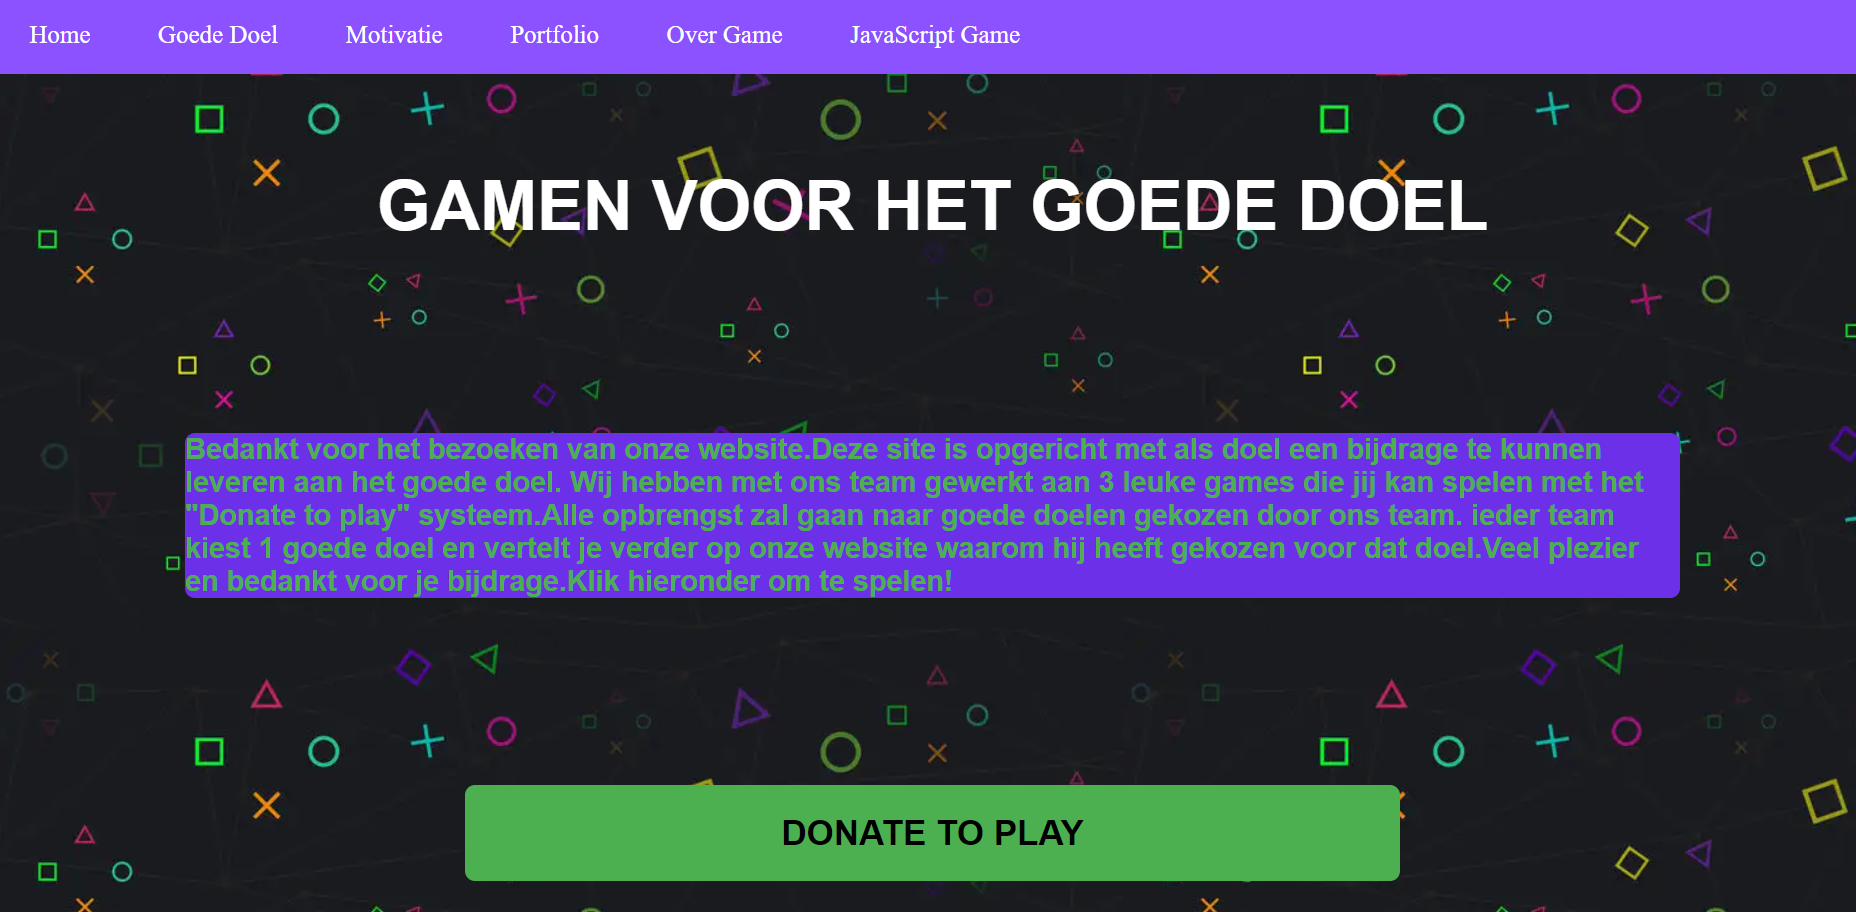 Home Goede Doel Motivatie Portfolio Over Game JavaScript Game
GAMEN VOOR HET GOEDE DOEL
Bedankt voor het bezoeken van onze website.Deze site is opgericht met als doel een bijdrage te kunnen
leveren aan het goede doel. Wij hebben met ons team gewerkt aan 3 leuke games die jij kan spelen met het
"Donate to play" systeem.Alle opbrengst zal gaan naar goede doelen gekozen door ons team. ieder team
kiest 1 goede doel en vertelt je verder op onze website waarom hij heeft gekozen voor dat doel.Veel plezier
en bedankt voor je bijdrage.Klik hieronder om te spelen!
DONATE TO PLAY